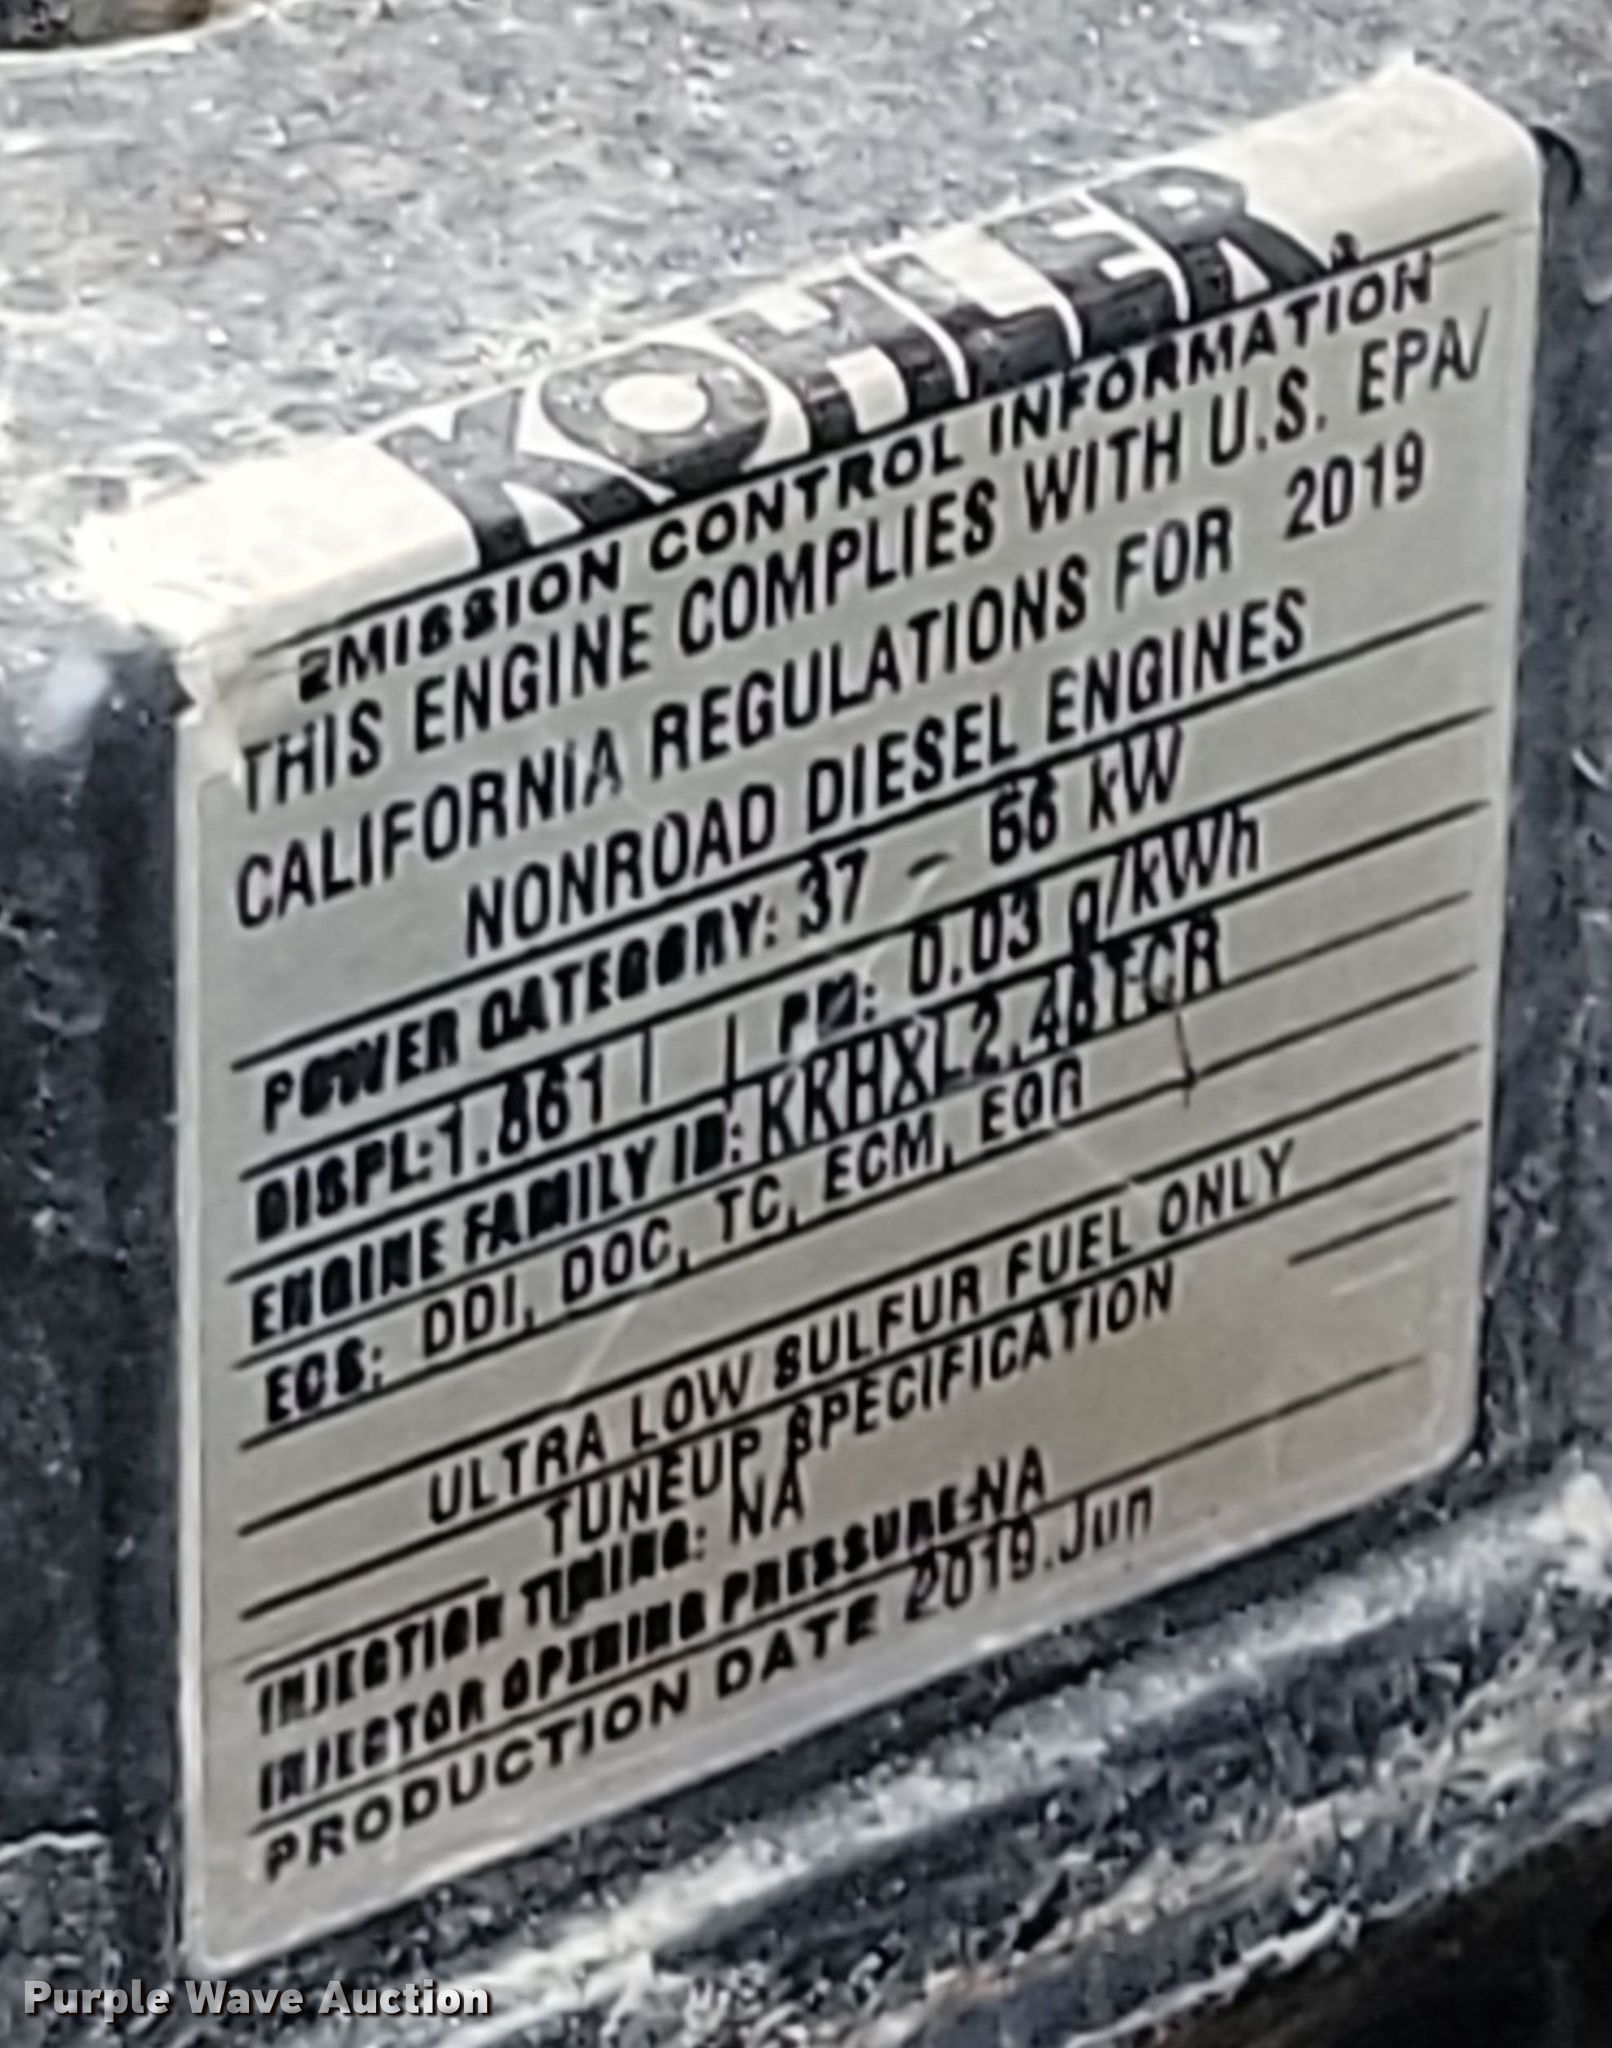 KOHLER
EMISSION CONTROL INFORMATION
THIS ENGINE COMPLIES WITH U.S. EPA/
CALIFORNIA REGULATIONS FOR 2019
NONROAD DIESEL ENGINES
POWER CATEGORY: 37 - 56 kW
DISPL: 1.861 | | PM: 0.03 g/kWh
ENGINE FAMILY ID: KRHXL2.48TCR
ECS: DDI, DOC, TC, ECM, EGR
ULTRA LOW SULFUR FUEL ONLY
TUNEUP SPECIFICATION
INJECTION TIMING: NA
INJECTOR OPENING PRESSURE: NA
PRODUCTION DATE 2019.Jun
Purple Wave Auction